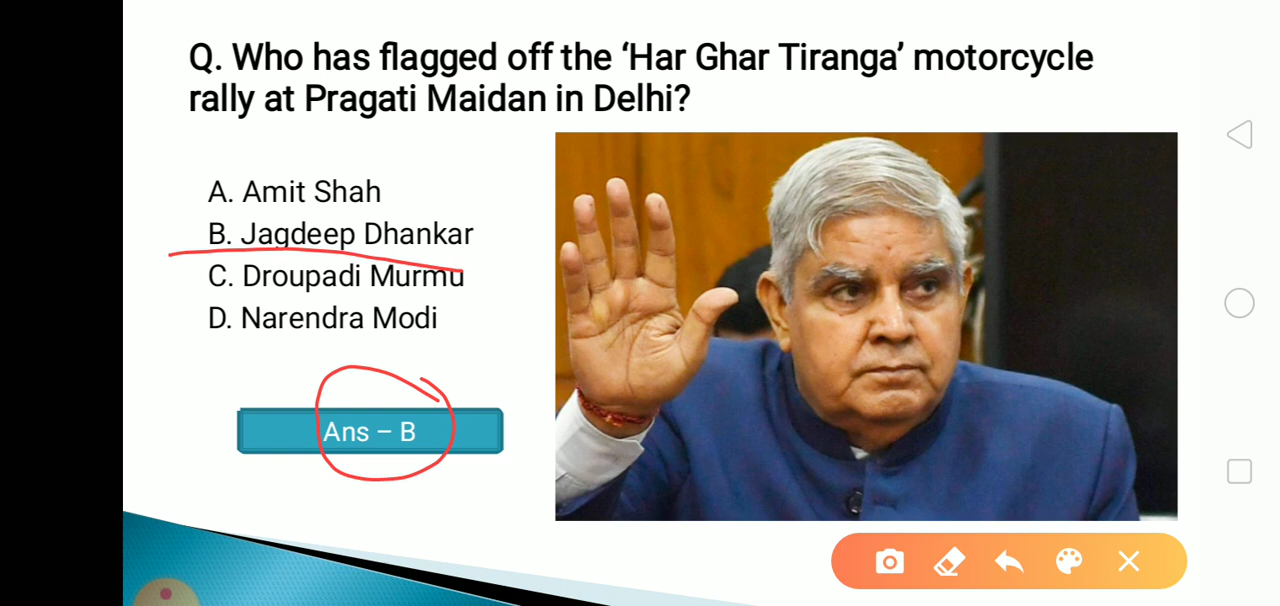 Q. Who has flagged off the ‘Har Ghar Tiranga’ motorcycle
rally at Pragati Maidan in Delhi?
A. Amit Shah
B. Jagdeep Dhankar
C. Droupadi Murmu
D. Narendra Modi
Ans – B